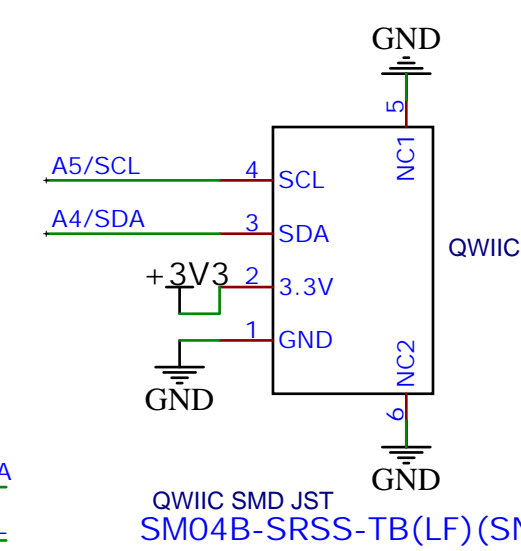 GND
5
NC1
A5/SCL
4
SCL
A4/SDA
3
SDA
QWIIC
+3V3
2
3.3V
1
GND
GND
NC2
6
GND
A
QWIIC SMD JST
SM04B-SRSS-TB(LF)(SM